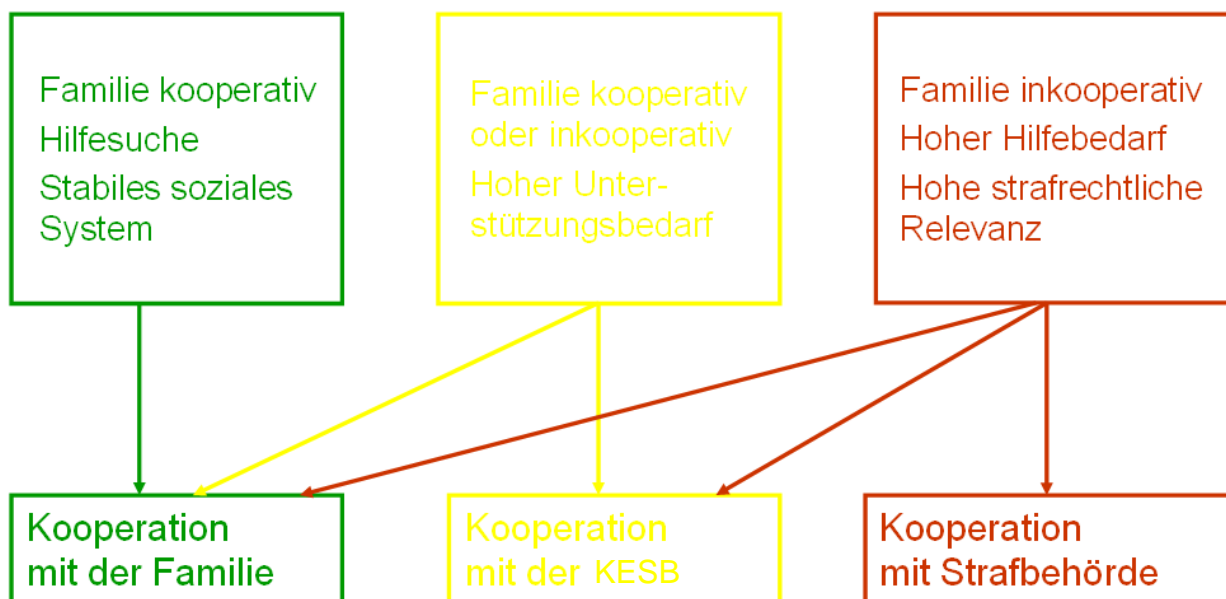 Familie kooperativ
Hilfesuche
Stabiles soziales
System
Familie kooperativ
oder inkooperativ
Hoher Unter-
stützungsbedarf
Familie inkooperativ
Hoher Hilfebedarf
Hohe strafrechtliche
Relevanz
Kooperation
mit der Familie
Kooperation
mit der KESB
Kooperation
mit Strafbehörde